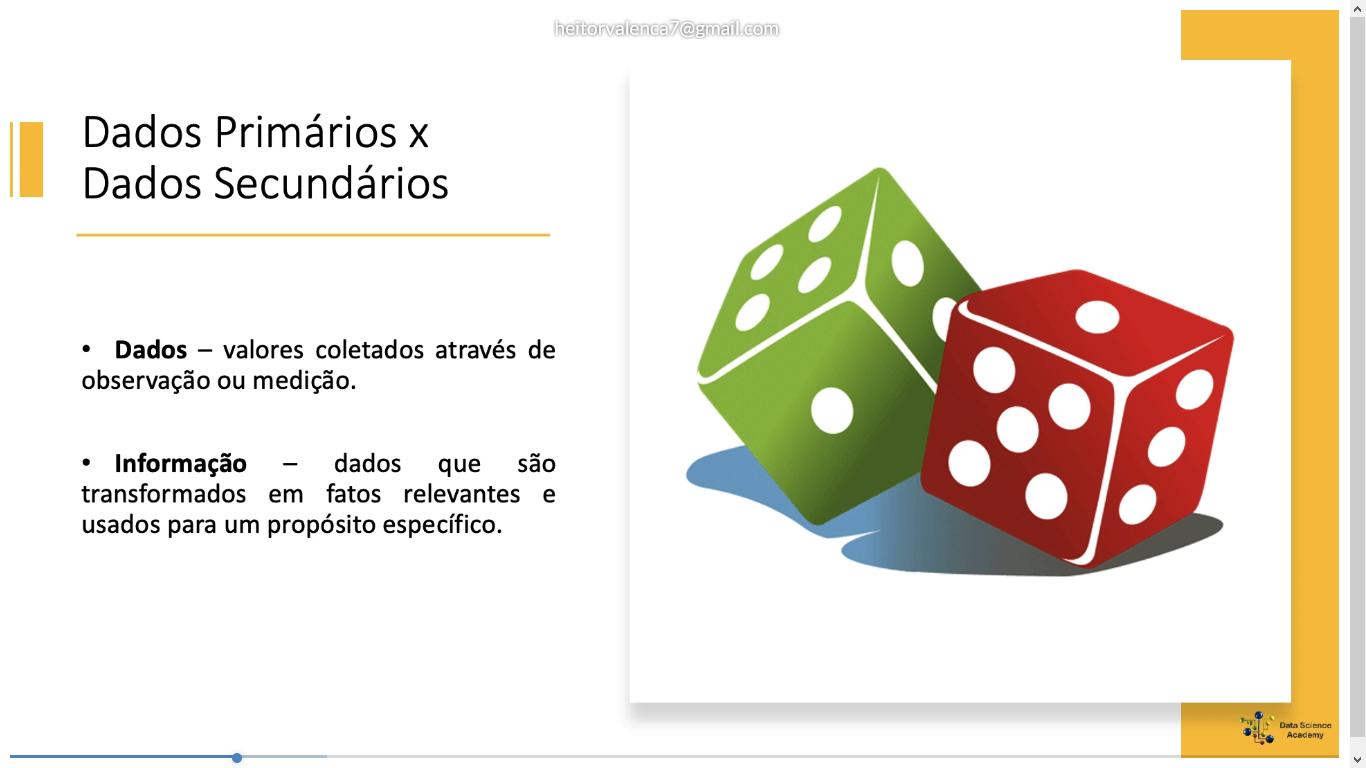 heitorvalenca7@gmail.com
Dados Primários x
Dados Secundários
• Dados – valores coletados através de
observação ou medição.
• Informação – dados que são
transformados em fatos relevantes e
usados para um propósito específico.
Data Science
Academy